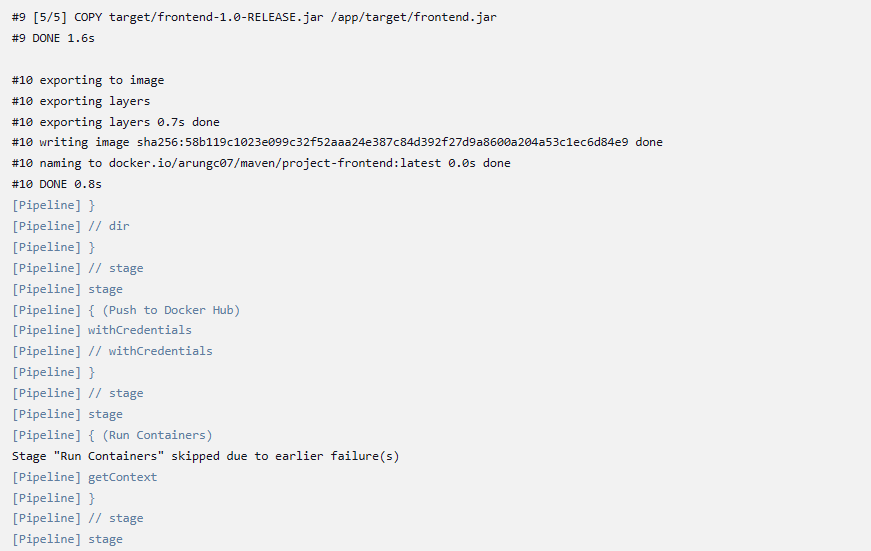 #9 [5/5] COPY target/frontend-1.0-RELEASE.jar /app/target/frontend.jar
#9 DONE 1.6s
#10 exporting to image
#10 exporting layers
#10 exporting layers 0.7s done
#10 writing image sha256:58b119c1023e099c32f52aaa24e387c84d392f27d9a8600a204a53c1ec6d84e9 done
#10 naming to docker.io/arungc07/maven/project-frontend:latest 0.0s done
#10 DONE 0.8s
[Pipeline] }
[Pipeline] // dir
[Pipeline] }
[Pipeline] // stage
[Pipeline] stage
[Pipeline] { (Push to Docker Hub)
[Pipeline] withCredentials
[Pipeline] // withCredentials
[Pipeline] }
[Pipeline] // stage
[Pipeline] stage
[Pipeline] { (Run Containers)
Stage "Run Containers" skipped due to earlier failure(s)
[Pipeline] getContext
[Pipeline] }
[Pipeline] // stage
[Pipeline] stage